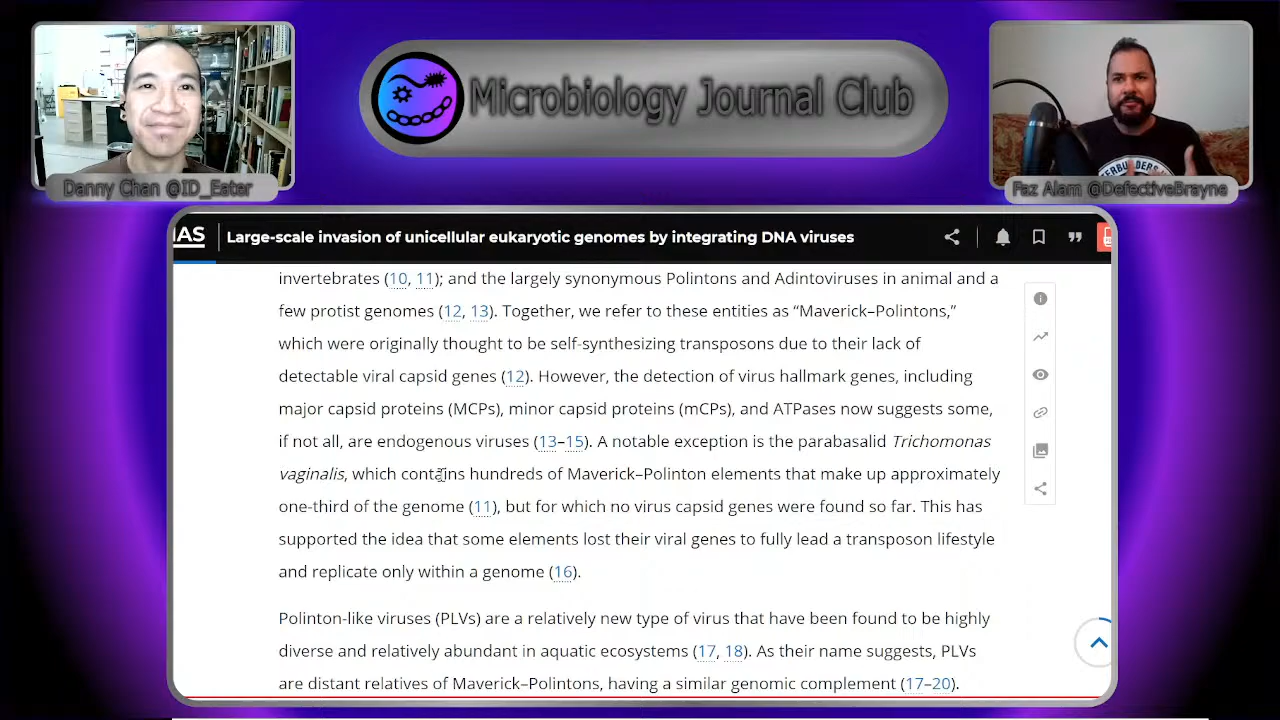 Microbiology Journal Club
Danny Chan @ID_Eater
Faz Alam @DefectiveBrayne
Large-scale invasion of unicellular eukaryotic genomes by integrating DNA viruses
invertebrates (10, 11); and the largely synonymous Polintons and Adintoviruses in animal and a
few protist genomes (12, 13). Together, we refer to these entities as “Maverick–Polintons,”
which were originally thought to be self-synthesizing transposons due to their lack of
detectable viral capsid genes (12). However, the detection of virus hallmark genes, including
major capsid proteins (MCPs), minor capsid proteins (mCPs), and ATPases now suggests some,
if not all, are endogenous viruses (13–15). A notable exception is the parabasalid Trichomonas
vaginalis, which contains hundreds of Maverick–Polinton elements that make up approximately
one-third of the genome (11), but for which no virus capsid genes were found so far. This has
supported the idea that some elements lost their viral genes to fully lead a transposon lifestyle
and replicate only within a genome (16).
Polinton-like viruses (PLVs) are a relatively new type of virus that have been found to be highly
diverse and relatively abundant in aquatic ecosystems (17, 18). As their name suggests, PLVs
are distant relatives of Maverick–Polintons, having a similar genomic complement (17–20).